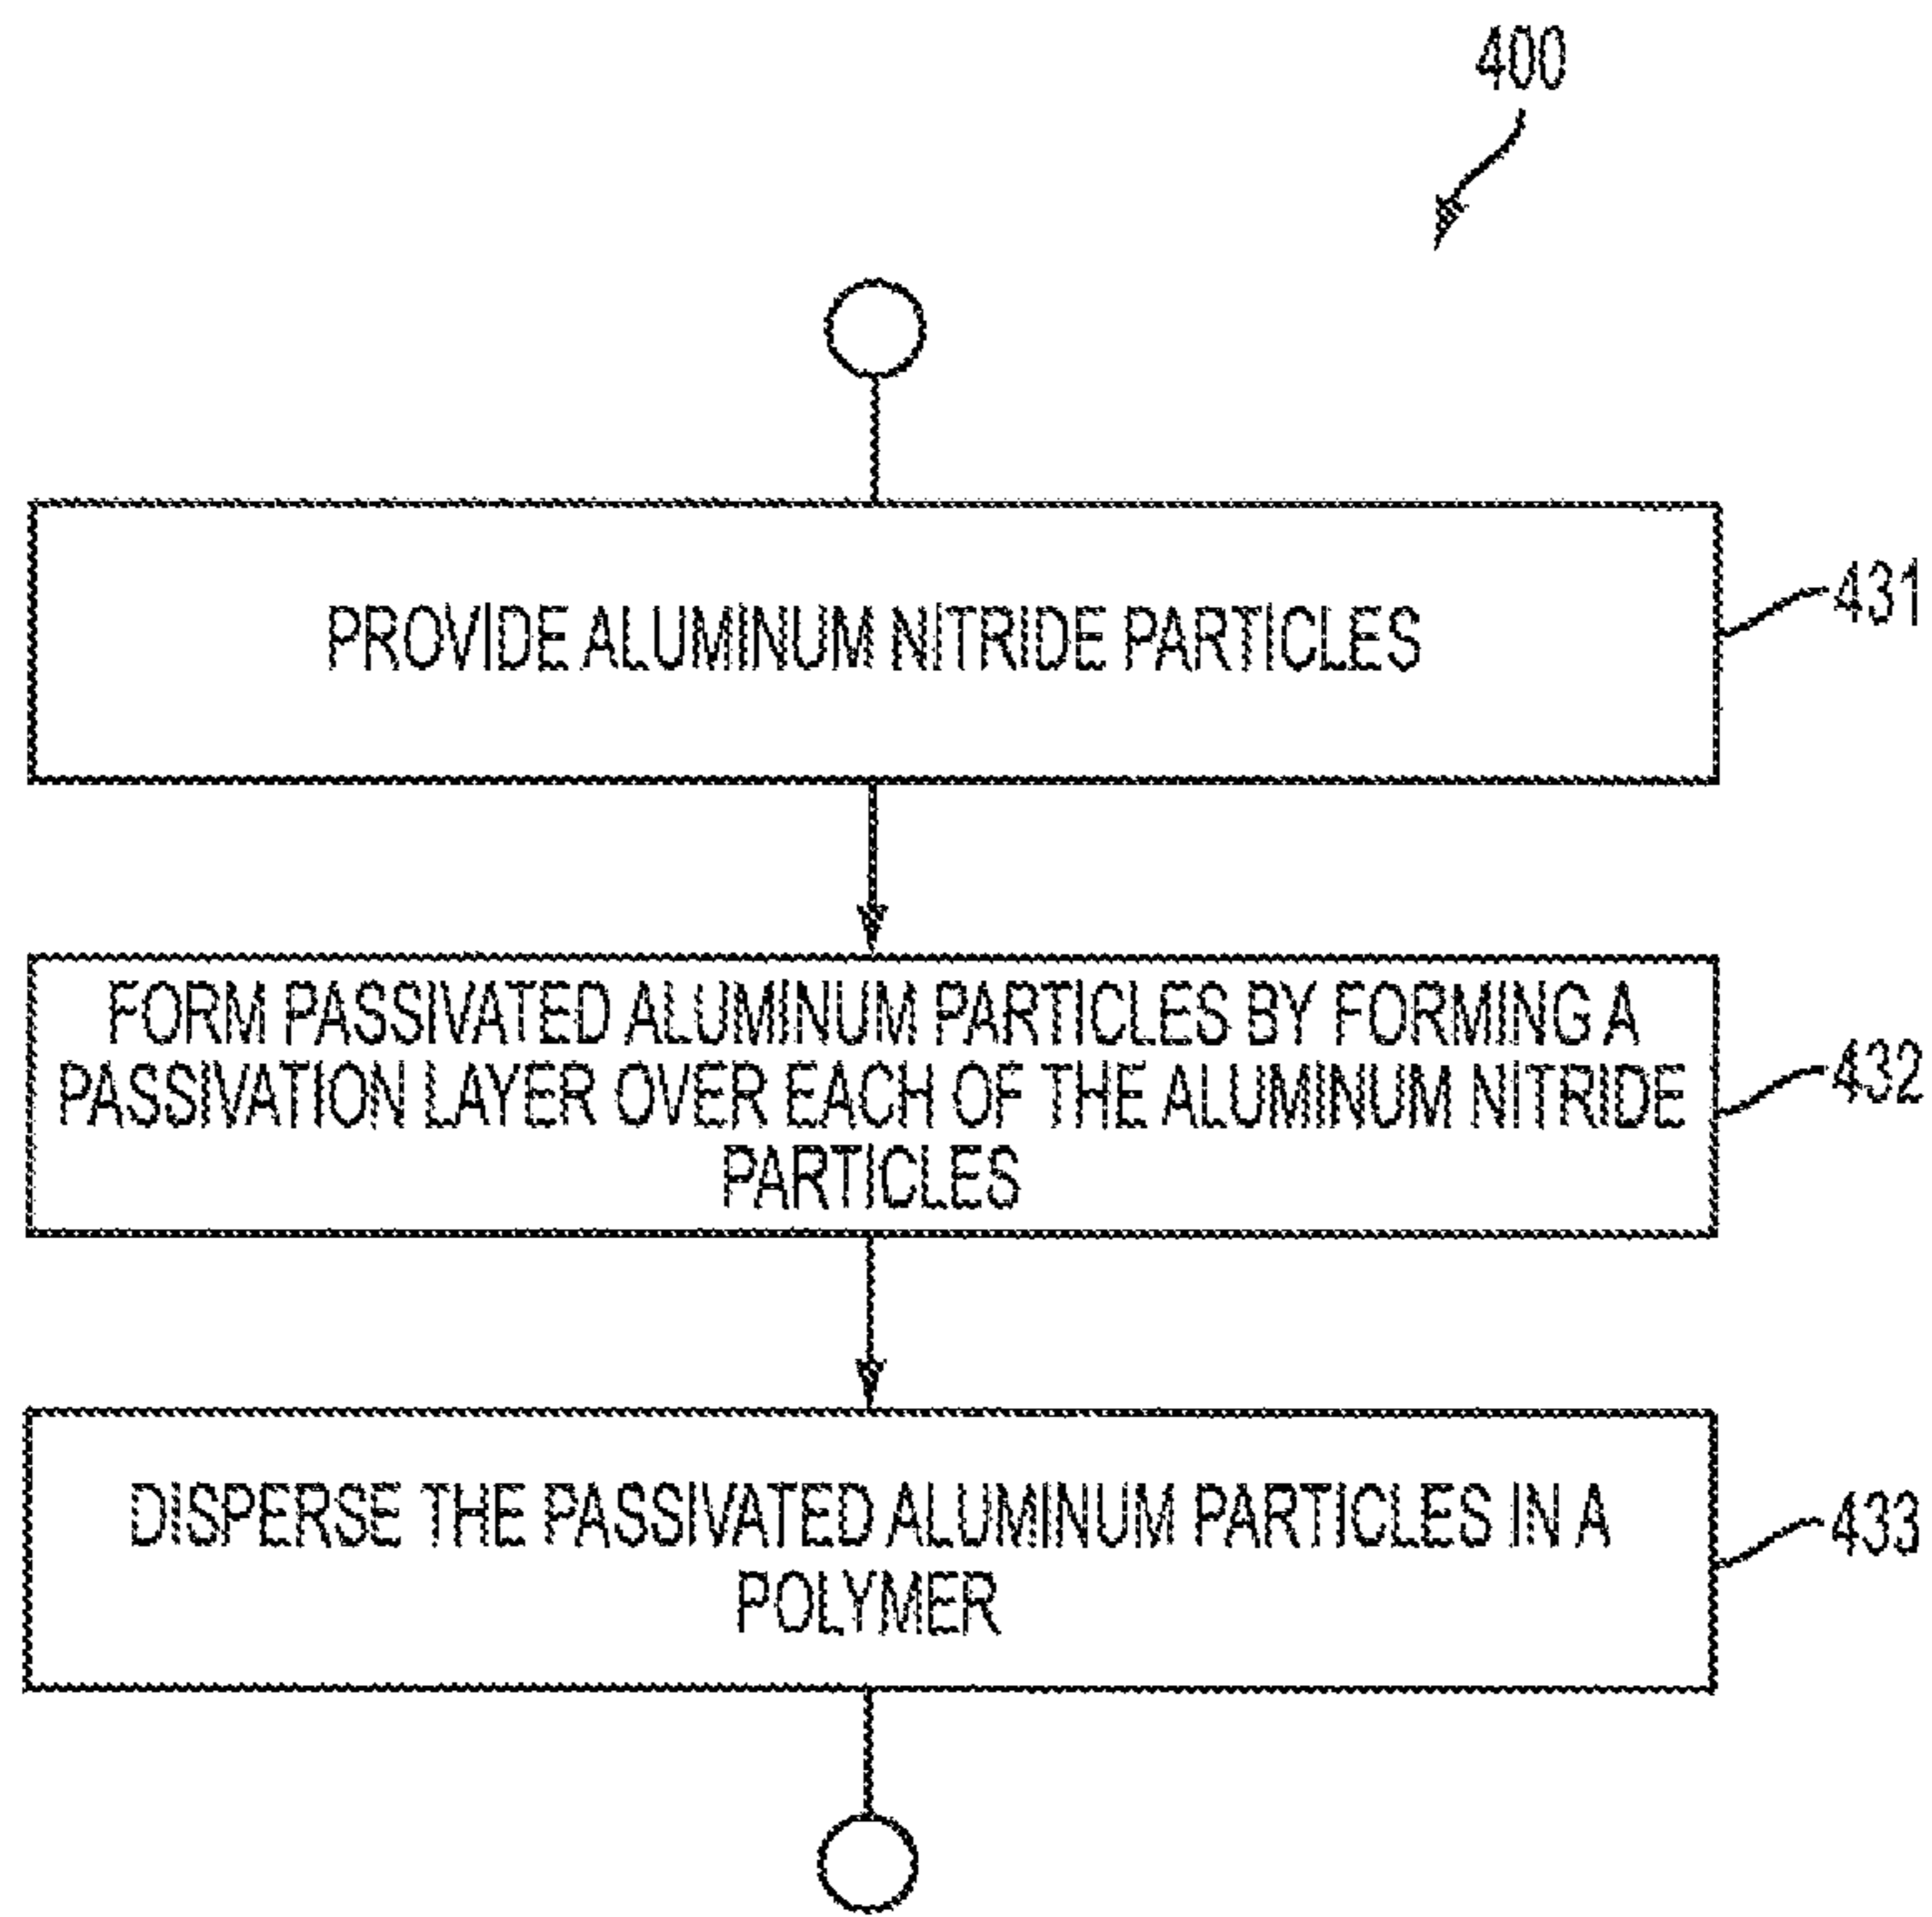 400
PROVIDE ALUMINUM NITRIDE PARTICLES
431
FORM PASSIVATED ALUMINUM PARTICLES BY FORMING A
PASSIVATION LAYER OVER EACH OF THE ALUMINUM NITRIDE
PARTICLES
432
DISPERSE THE PASSIVATED ALUMINUM PARTICLES IN A
POLYMER
433